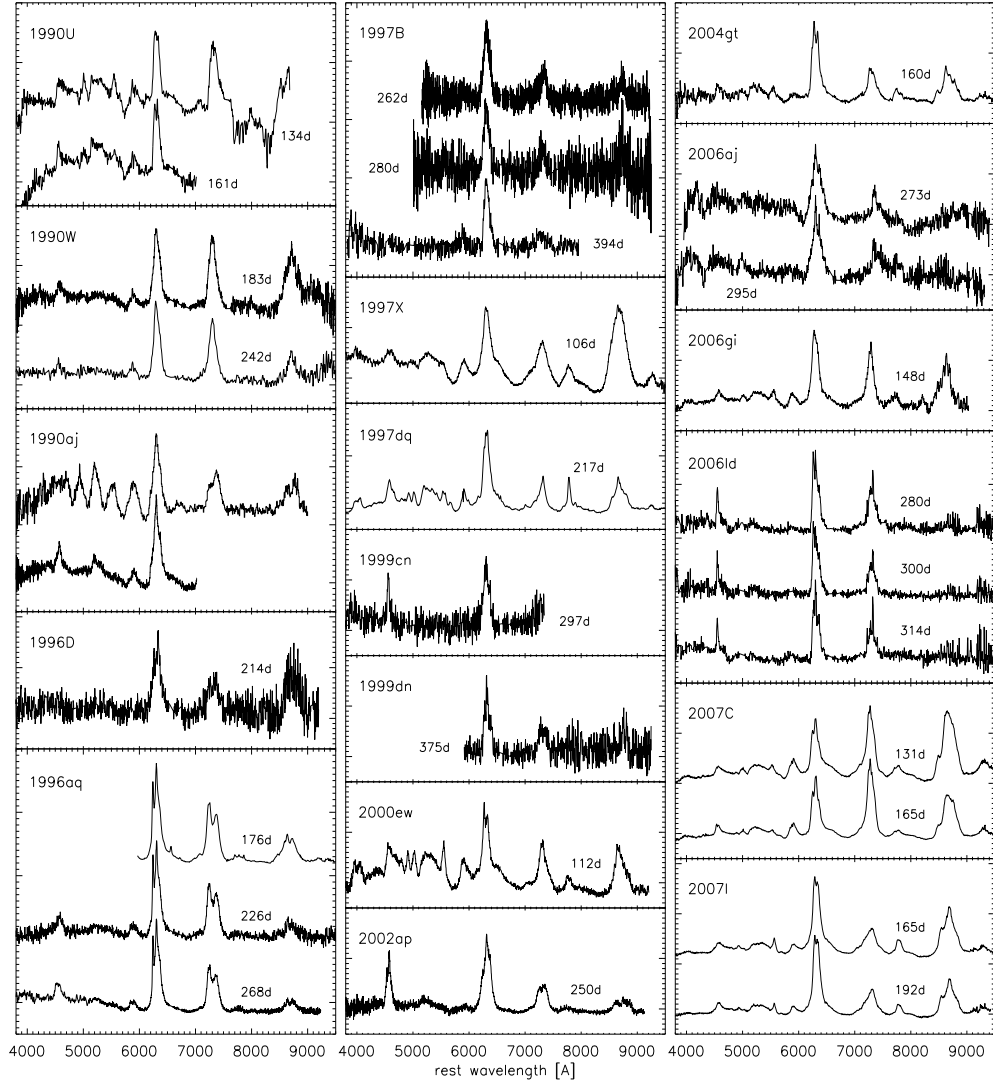 1990U
134d
161d
1990W
183d
242d
1990aj
1996D
214d
1996aq
176d
226d
268d
4000 5000 6000 7000 8000 9000
1997B
262d
280d
394d
1997X
106d
1997dq
217d
1999cn
297d
1999dn
375d
2000ew
112d
2002ap
250d
4000 5000 6000 7000 8000 9000
rest wavelength [A]
2004gt
160d
2006aj
273d
295d
2006gi
148d
2006ld
280d
300d
314d
2007C
131d
165d
2007I
165d
192d
4000 5000 6000 7000 8000 9000